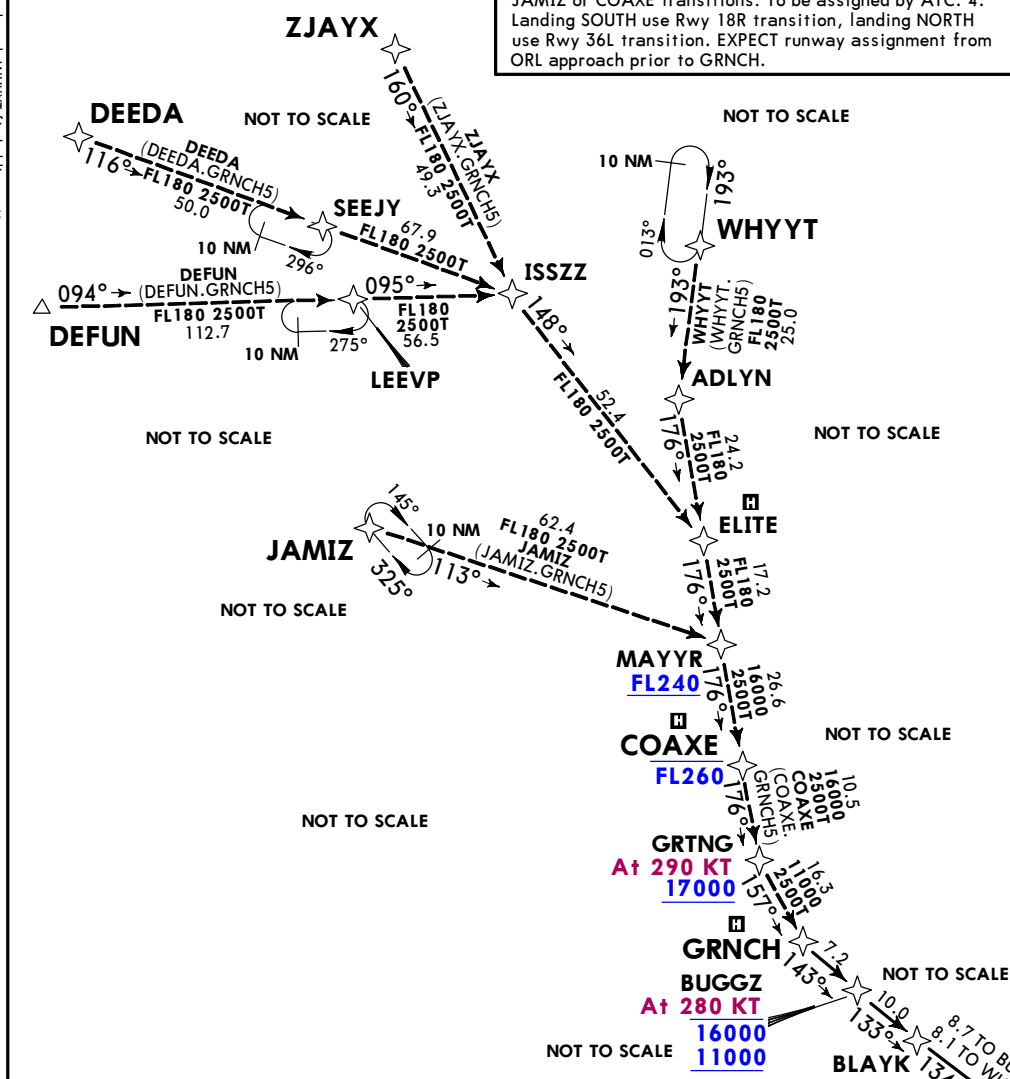 JAMIZ or COAXE transitions. To be assigned by ATC. 4.
Landing SOUTH use Rwy 18R transition, landing NORTH
use Rwy 36L transition. EXPECT runway assignment from
ORL approach prior to GRNCH.
ZJAYX
160°
ZJAYX
(ZJAYX.GRNCH5)
FL180 2500T
49.3
DEEDA
NOT TO SCALE
NOT TO SCALE
116°
DEEDA
(DEEDA.GRNCH5)
FL180 2500T
50.0
SEEJY
10 NM
296°
67.9
FL180 2500T
10 NM
193°
013°
WHYYT
193°
WHYYT
(WHYYT.
GRNCH5)
FL180
2500T
25.0
ISSZZ
094°
DEFUN
(DEFUN.GRNCH5)
FL180 2500T
112.7
DEFUN
10 NM
275°
095°
FL180
2500T
56.5
LEEVP
148°
52.4
FL180 2500T
ADLYN
176°
24.2
FL180
2500T
NOT TO SCALE
NOT TO SCALE
H
ELITE
176°
17.2
FL180
2500T
JAMIZ
145°
325°
10 NM
113°
62.4
FL180 2500T
JAMIZ
(JAMIZ.GRNCH5)
NOT TO SCALE
MAYYR
FL240
176°
26.6
16000
2500T
H
COAXE
FL260
NOT TO SCALE
176°
10.5
16000
2500T
COAXE
(COAXE.
GRNCH5)
NOT TO SCALE
GRTNG
At 290 KT
17000
157°
16.3
11000
2500T
H
GRNCH
143°
7.2
NOT TO SCALE
BUGGZ
At 280 KT
16000
11000
NOT TO SCALE
133°
10.0
BLAYK
8.7 TO
8.1 TO